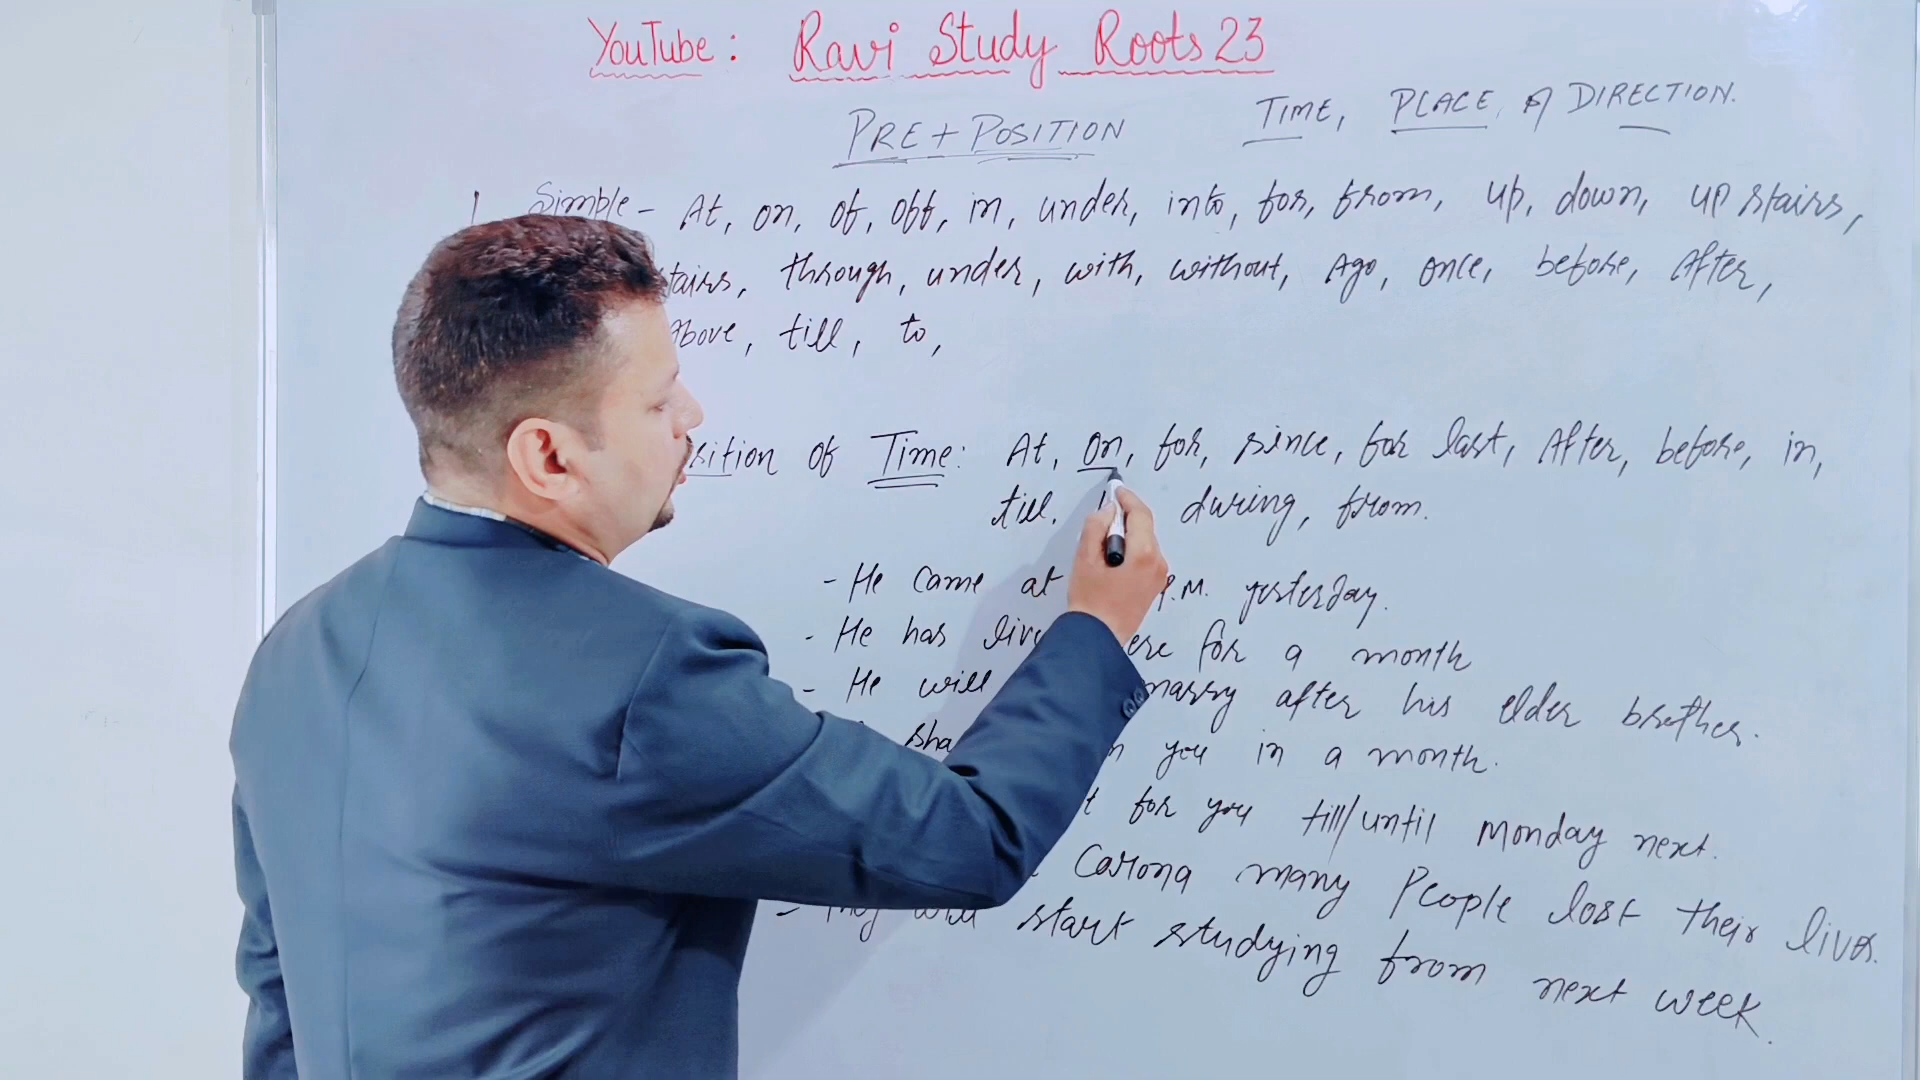 YouTube: Ravi Study Roots 23
PRE + POSITION
TIME, PLACE, DIRECTION.
1 Simple - At, on, of, off, in, under, into, for, from, up, down, up stairs,
tairs, through, under, with, without, Ago, once, before, After,
Above, till, to,
sition of Time: At, on, for, since, for last, After, before, in,
till, during, from.
- He came at P.M. yesterday.
- He has live ere for a month
- He will marry after his elder brother.
sha you in a month.
for you till/until Monday next.
Carona many People lost their lives.
- They will start studying from next week.